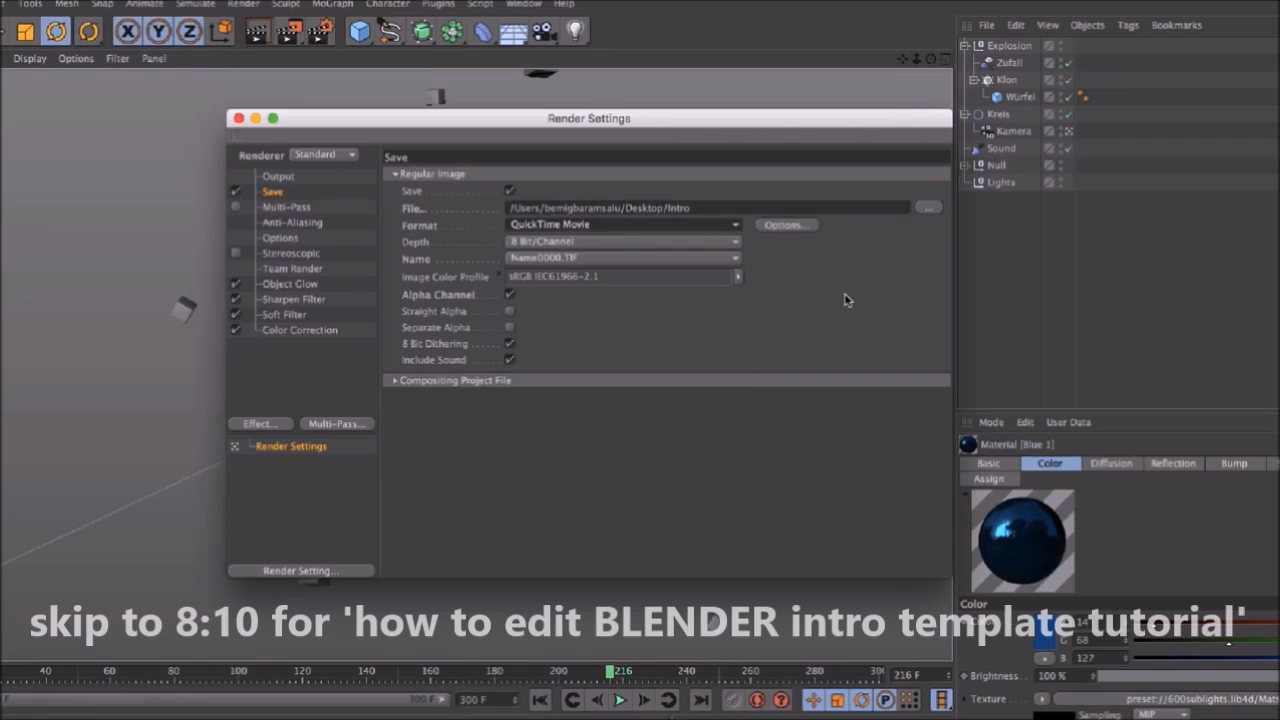 Tools Mesh Snap Animate Simulate Render Sculpt MoGraph Character Plugins Script Window Help
X Y Z
File Edit View Objects Tags Bookmarks
Display Options Filter Panel
Explosion
Zufall
Klon
Würfel
Kreis
Kamera
Sound
Null
Lights
Render Settings
Renderer Standard
Output
Save
Multi-Pass
Anti-Aliasing
Options
Stereoscopic
Team Render
Object Glow
Sharpen Filter
Soft Filter
Color Correction
Effect... Multi-Pass...
Render Settings
Render Setting...
Save
Regular Image
Save
File... /Users/bemigbaramsalu/Desktop/Intro ...
Format QuickTime Movie Options...
Depth 8 Bit/Channel
Name Name0000.TIF
Image Color Profile sRGB IEC61966-2.1
Alpha Channel
Straight Alpha
Separate Alpha
8 Bit Dithering
Include Sound
Compositing Project File
Mode Edit User Data
Material [Blue 1]
Basic Color Diffusion Reflection Bump
Assign
Color
G 68
B 127
Brightness... 100 %
Texture preset://600sublights.lib4d/Mat
Sampling MIP
skip to 8:10 for 'how to edit BLENDER intro template tutorial'
40 60 80 100 120 140 160 180 200 216 240 260 280 216 F
F 300 F 300 F
P